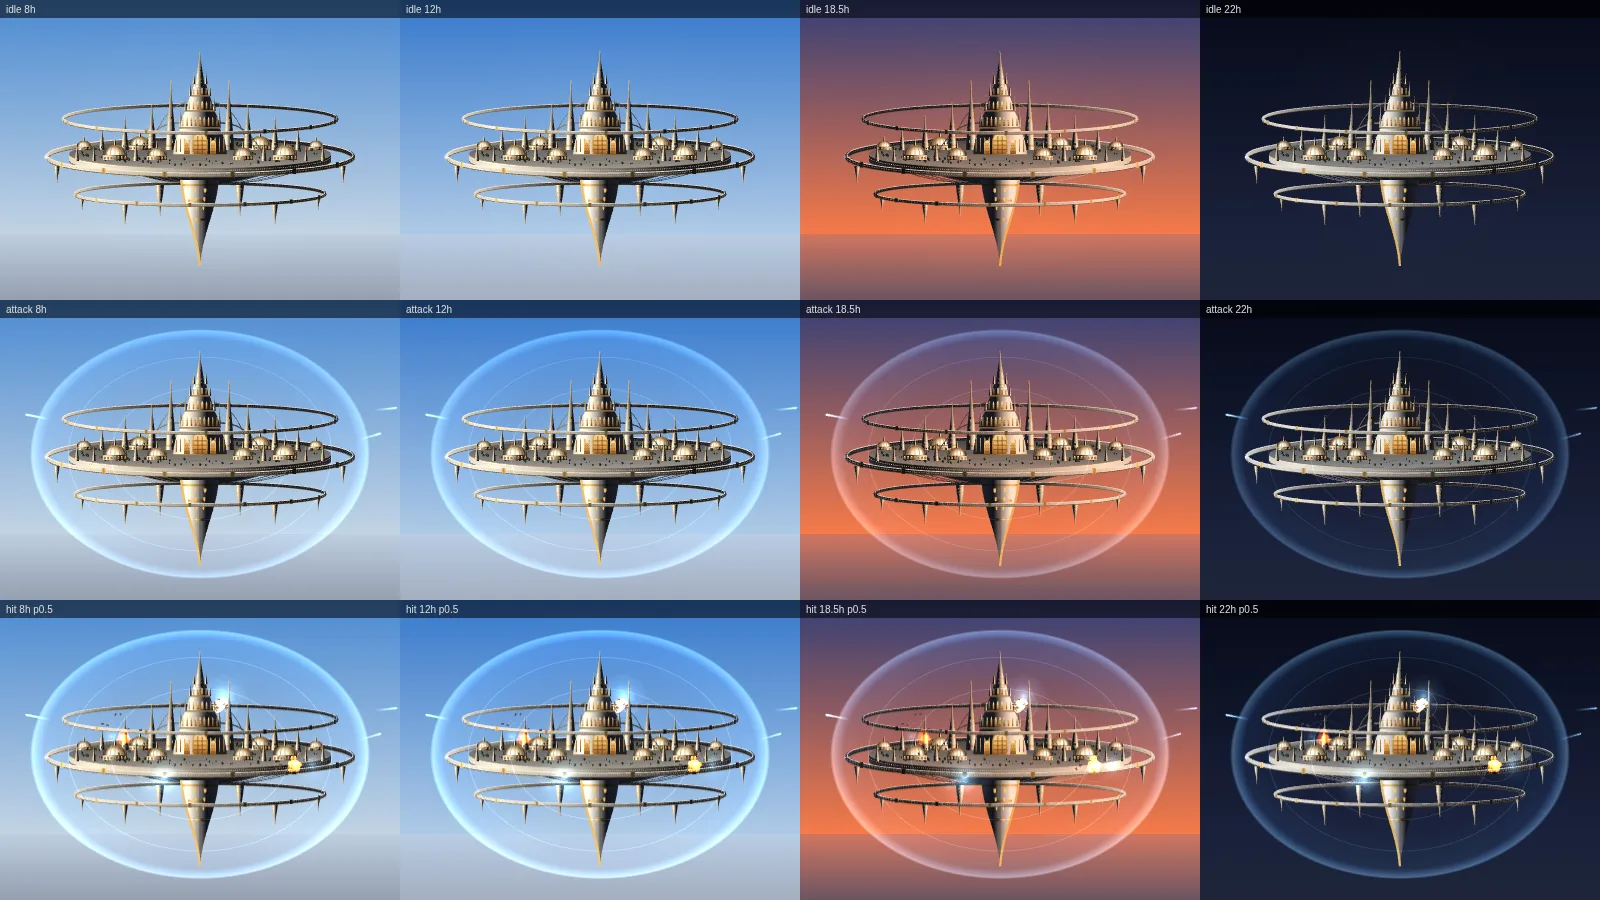 idle 8h
idle 12h
idle 18.5h
idle 22h
attack 8h
attack 12h
attack 18.5h
attack 22h
hit 8h p0.5
hit 12h p0.5
hit 18.5h p0.5
hit 22h p0.5